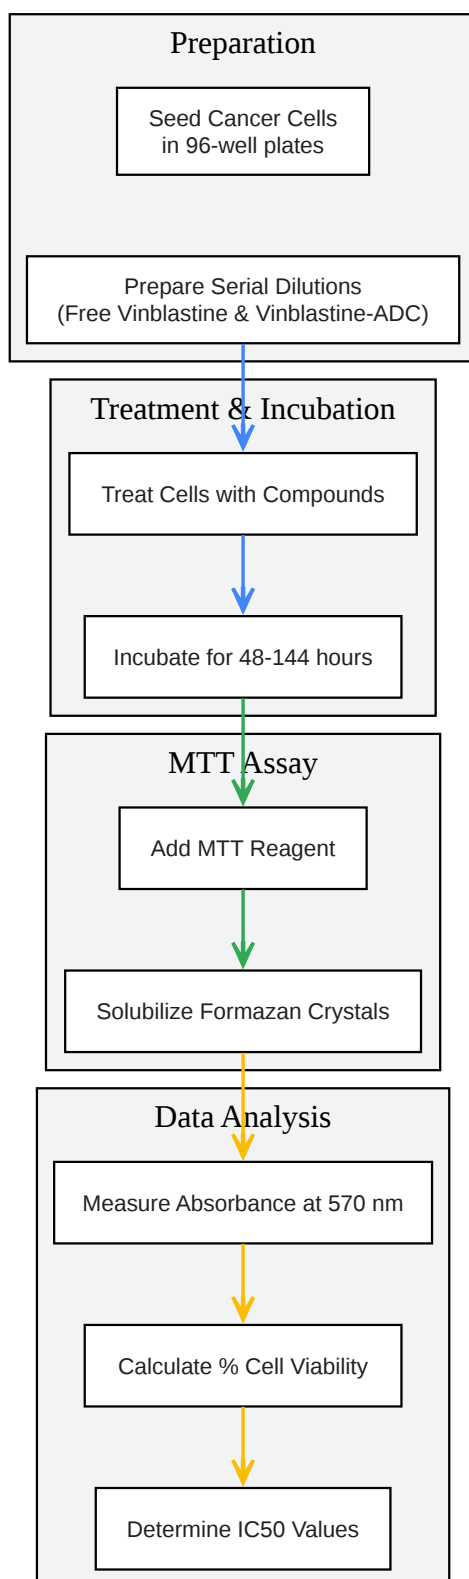 Preparation
Seed Cancer Cells
in 96-well plates
Prepare Serial Dilutions
(Free Vinblastine & Vinblastine-ADC)
Treatment & Incubation
Treat Cells with Compounds
Incubate for 48-144 hours
MTT Assay
Add MTT Reagent
Solubilize Formazan Crystals
Data Analysis
Measure Absorbance at 570 nm
Calculate % Cell Viability
Determine IC50 Values